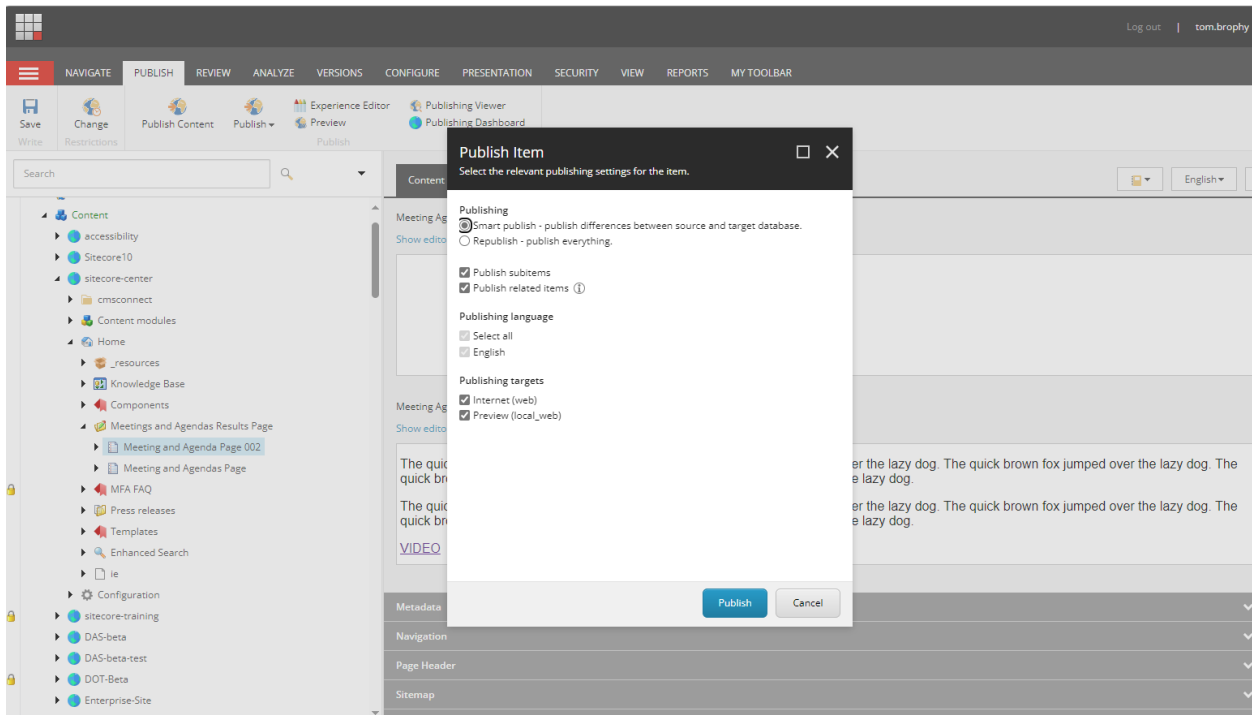 Log out | tom.brophy
NAVIGATE PUBLISH REVIEW ANALYZE VERSIONS CONFIGURE PRESENTATION SECURITY VIEW REPORTS MY TOOLBAR
Save
Write
Change
Restrictions
Publish Content
Publish
Experience Editor
Preview
Publishing Viewer
Publishing Dashboard
Publish
Search
Content
accessibility
Sitecore10
sitecore-center
cmsconnect
Content modules
Home
_resources
Knowledge Base
Components
Meetings and Agendas Results Page
Meeting and Agenda Page 002
Meeting and Agendas Page
MFA FAQ
Press releases
Templates
Enhanced Search
ie
Configuration
sitecore-training
DAS-beta
DAS-beta-test
DOT-Beta
Enterprise-Site
Content
English
Meeting Ag
Show edito
Meeting Ag
Show edito
The quic
er the lazy dog. The quick brown fox jumped over the lazy dog. The
quick bro
e lazy dog.
The quic
er the lazy dog. The quick brown fox jumped over the lazy dog. The
quick bro
e lazy dog.
VIDEO
Metadata
Navigation
Page Header
Sitemap
Publish Item
Select the relevant publishing settings for the item.
Publishing
Smart publish - publish differences between source and target database.
Republish - publish everything.
Publish subitems
Publish related items
Publishing language
Select all
English
Publishing targets
Internet (web)
Preview (local_web)
Publish Cancel